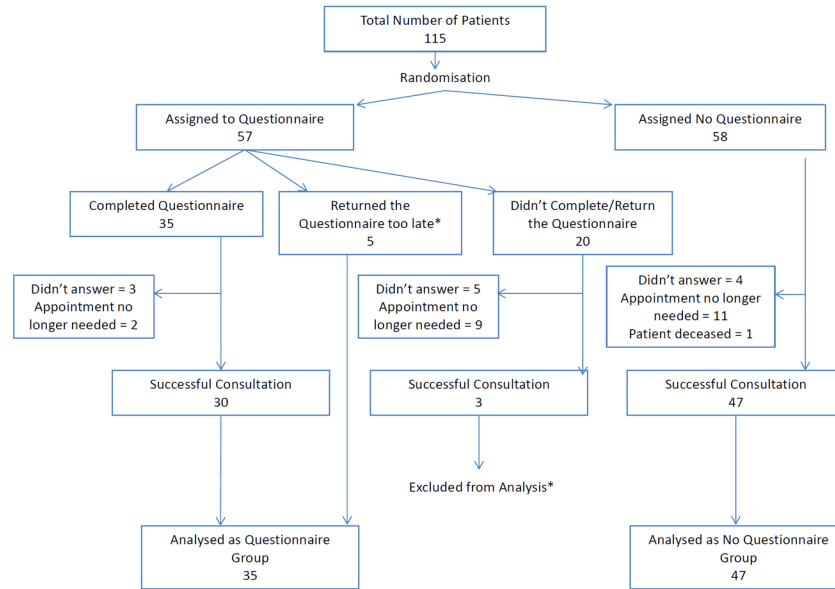 Total Number of Patients
115
Randomisation
Assigned to Questionnaire
57
Assigned No Questionnaire
58
Completed Questionnaire
35
Returned the
Questionnaire too late*
5
Didn't Complete/Return
the Questionnaire
20
Didn't answer = 3
Appointment no
longer needed = 2
Didn't answer = 5
Appointment no
longer needed = 9
Didn't answer = 4
Appointment no longer
needed = 11
Patient deceased = 1
Successful Consultation
30
Successful Consultation
3
Successful Consultation
47
Excluded from Analysis*
Analysed as Questionnaire
Group
35
Analysed as No Questionnaire
Group
47